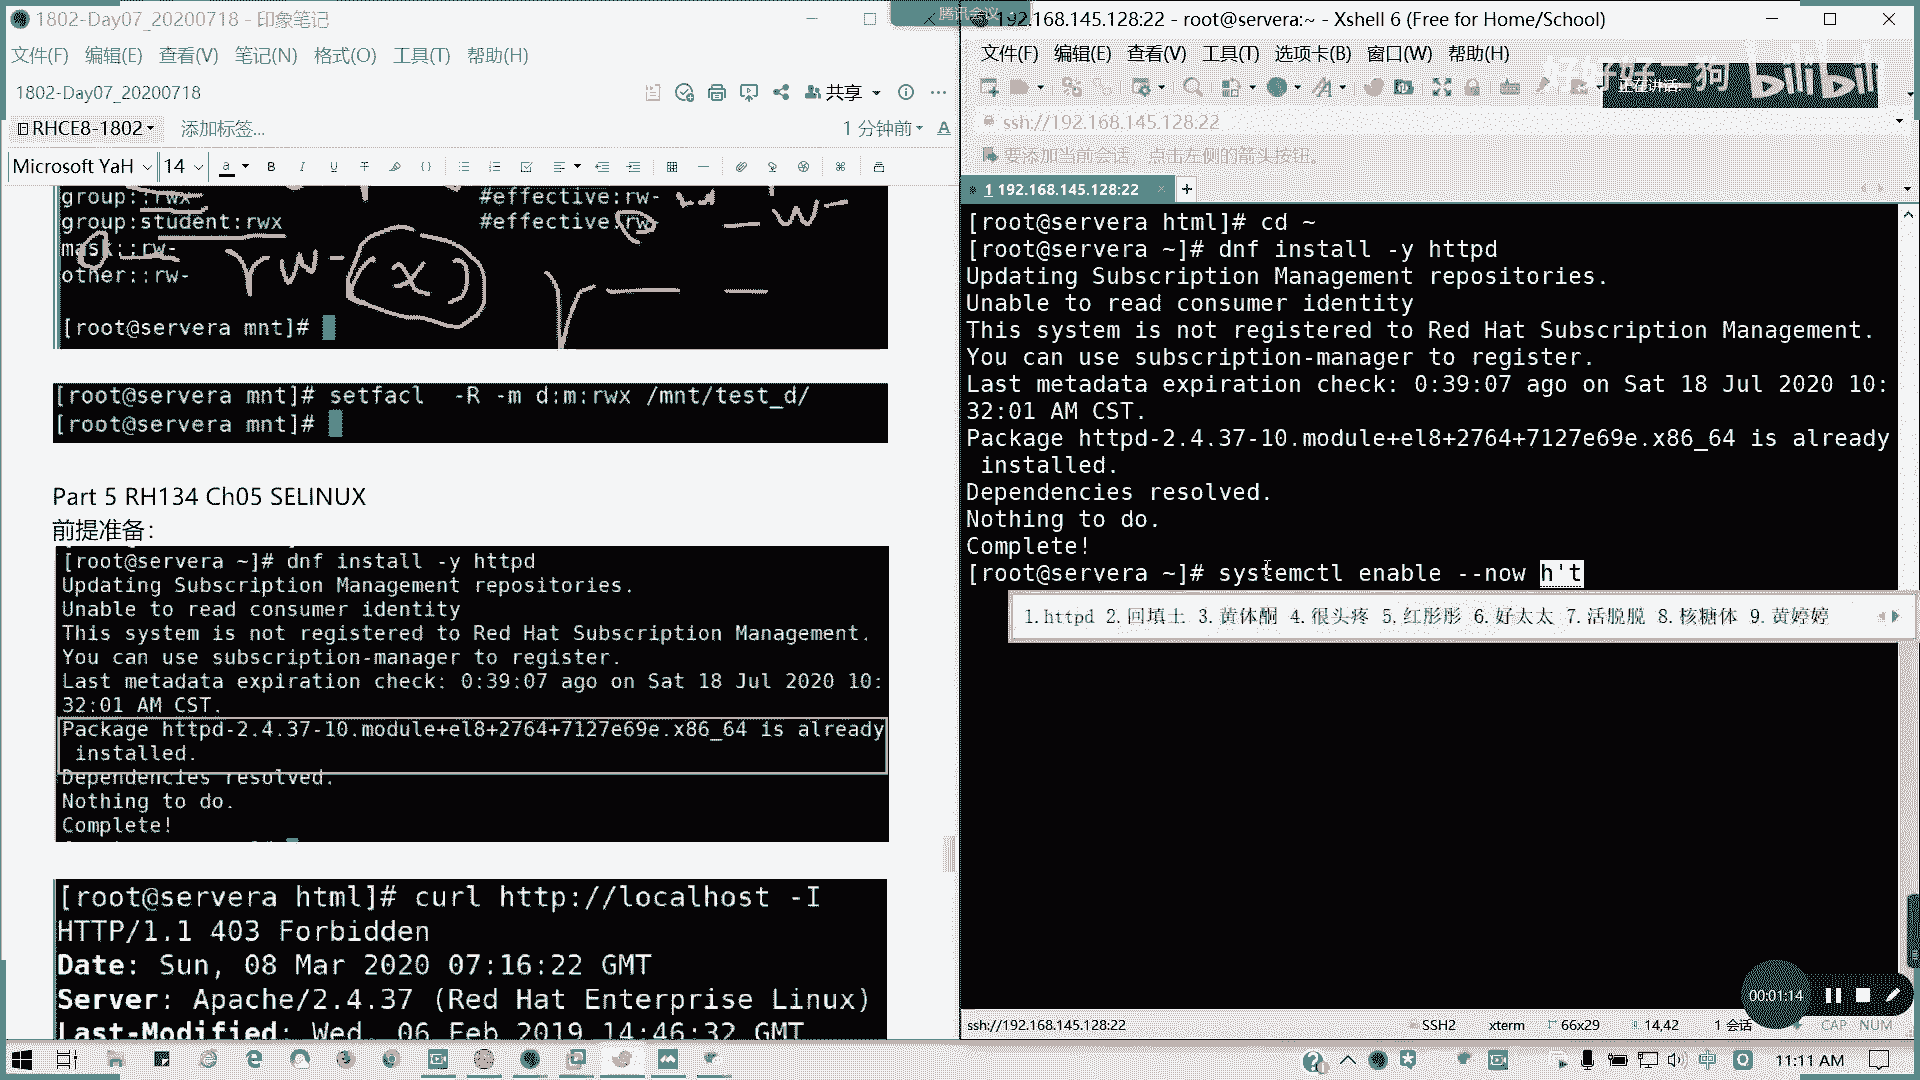 1802-Day07_20200718 - 印象笔记
文件(F) 编辑(E) 查看(V) 笔记(N) 格式(O) 工具(T) 帮助(H)
1802-Day07_20200718
共享
RHCE8-1802
添加标签...
1 分钟前
Microsoft YaH
14
group::rwx #effective:rw-
group:student:rwx #effective:rw-
mask::rw-
other::rw-
rw-(x)
r--
-w-
[root@servera mnt]#
[root@servera mnt]# setfacl -R -m d:m:rwx /mnt/test_d/
[root@servera mnt]#
Part 5 RH134 Ch05 SELINUX
前提准备：
[root@servera ~]# dnf install -y httpd
Updating Subscription Management repositories.
Unable to read consumer identity
This system is not registered to Red Hat Subscription Management.
You can use subscription-manager to register.
Last metadata expiration check: 0:39:07 ago on Sat 18 Jul 2020 10:
32:01 AM CST.
Package httpd-2.4.37-10.module+el8+2764+7127e69e.x86_64 is already
installed.
Dependencies resolved.
Nothing to do.
Complete!
[root@servera html]# curl http://localhost -I
HTTP/1.1 403 Forbidden
Date: Sun, 08 Mar 2020 07:16:22 GMT
Server: Apache/2.4.37 (Red Hat Enterprise Linux)
Last-Modified: Wed, 06 Feb 2019 14:46:32 GMT
腾讯会议
192.168.145.128:22 - root@servera:~ - Xshell 6 (Free for Home/School)
文件(F) 编辑(E) 查看(V) 工具(T) 选项卡(B) 窗口(W) 帮助(H)
正在讲话:
bilibili
ssh://192.168.145.128:22
要添加当前会话，点击左侧的箭头按钮。
1 192.168.145.128:22
[root@servera html]# cd ~
[root@servera ~]# dnf install -y httpd
Updating Subscription Management repositories.
Unable to read consumer identity
This system is not registered to Red Hat Subscription Management.
You can use subscription-manager to register.
Last metadata expiration check: 0:39:07 ago on Sat 18 Jul 2020 10:
32:01 AM CST.
Package httpd-2.4.37-10.module+el8+2764+7127e69e.x86_64 is already
installed.
Dependencies resolved.
Nothing to do.
Complete!
[root@servera ~]# systemctl enable --now h't
1.httpd 2.回填土 3.黄体酮 4.很头疼 5.红彤彤 6.好太太 7.活脱脱 8.核糖体 9.黄婷婷
00:01:14
ssh://192.168.145.128:22 SSH2 xterm 66x29 14,42 1 会话 CAP NUM
中
11:11 AM